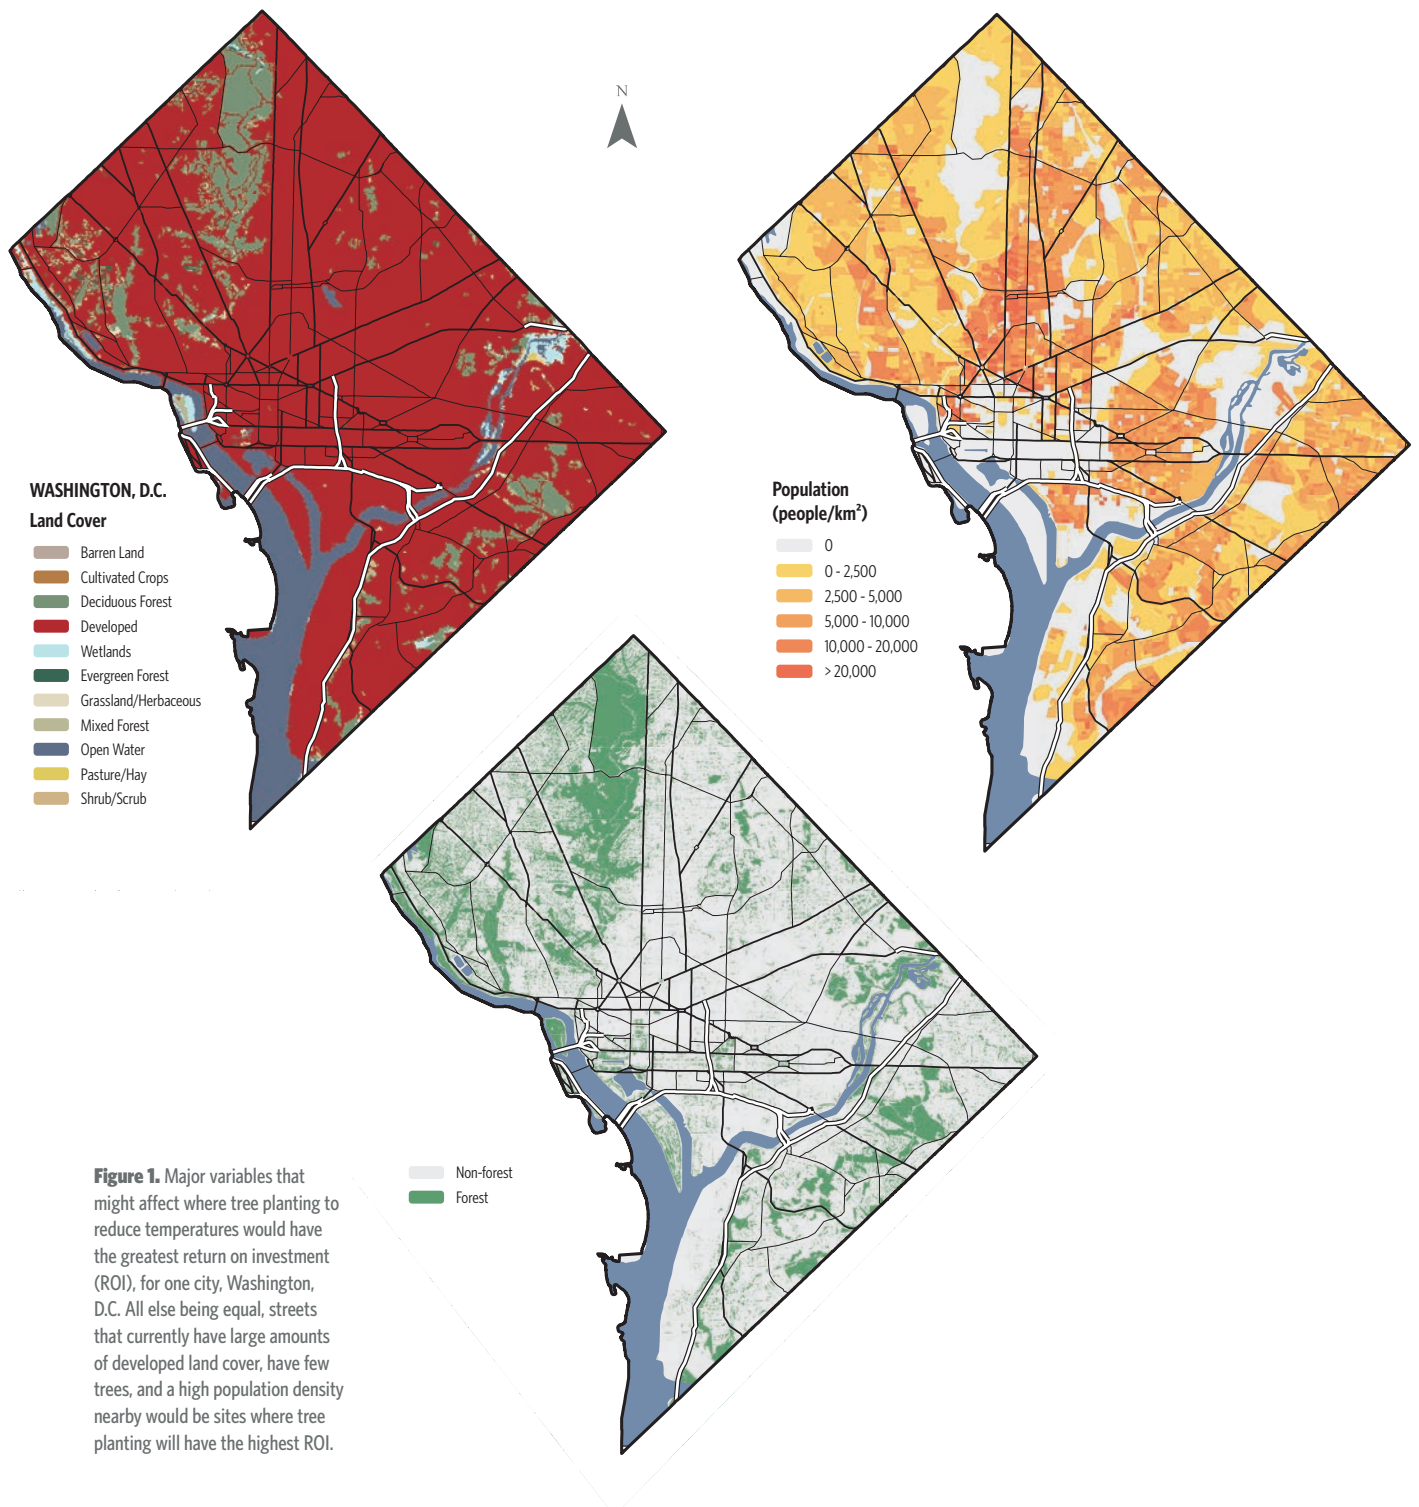 N
WASHINGTON, D.C.
Land Cover
Barren Land
Cultivated Crops
Deciduous Forest
Developed
Wetlands
Evergreen Forest
Grassland/Herbaceous
Mixed Forest
Open Water
Pasture/Hay
Shrub/Scrub
Population
(people/km²)
0
0 - 2,500
2,500 - 5,000
5,000 - 10,000
10,000 - 20,000
> 20,000
Non-forest
Forest
Figure 1. Major variables that
might affect where tree planting to
reduce temperatures would have
the greatest return on investment
(ROI), for one city, Washington,
D.C. All else being equal, streets
that currently have large amounts
of developed land cover, have few
trees, and a high population density
nearby would be sites where tree
planting will have the highest ROI.